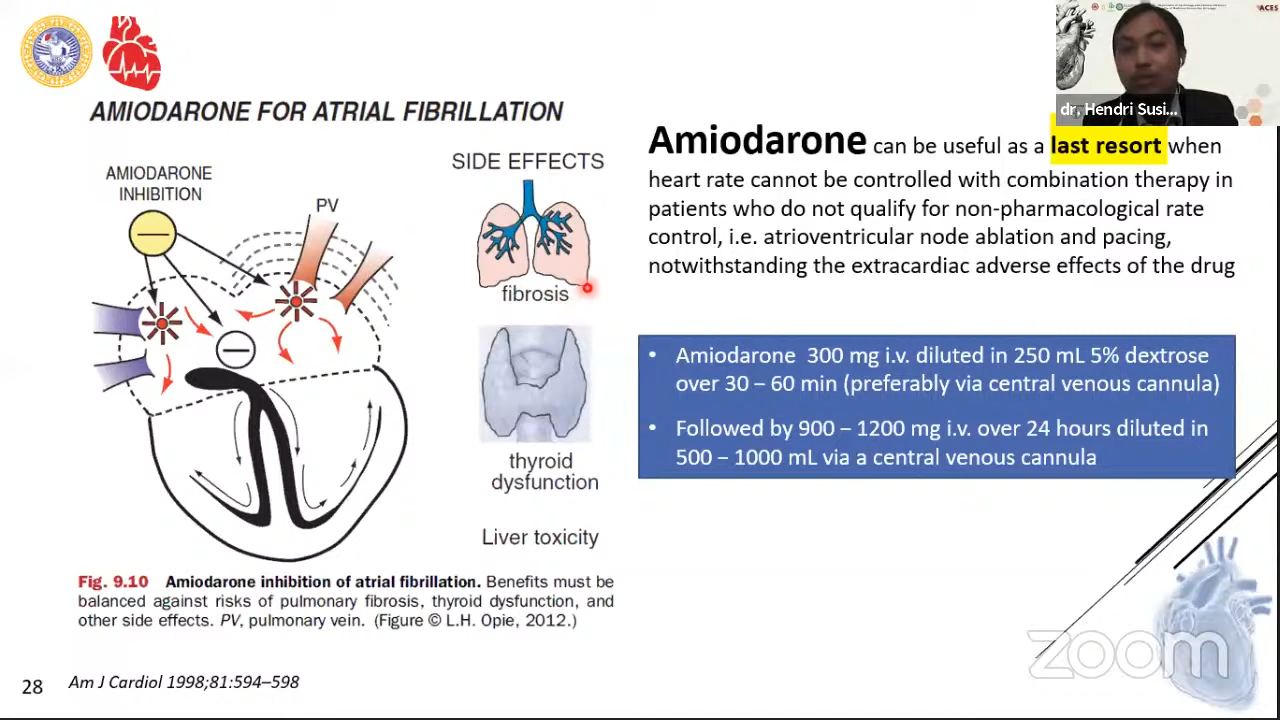 AMIODARONE FOR ATRIAL FIBRILLATION
AMIODARONE
INHIBITION
PV
SIDE EFFECTS
fibrosis
thyroid
dysfunction
Liver toxicity
Fig. 9.10 Amiodarone inhibition of atrial fibrillation. Benefits must be
balanced against risks of pulmonary fibrosis, thyroid dysfunction, and
other side effects. PV, pulmonary vein. (Figure © L.H. Opie, 2012.)
28
Am J Cardiol 1998;81:594–598
ACES
dr, Hendri Susi...
Amiodarone can be useful as a last resort when
heart rate cannot be controlled with combination therapy in
patients who do not qualify for non-pharmacological rate
control, i.e. atrioventricular node ablation and pacing,
notwithstanding the extracardiac adverse effects of the drug
• Amiodarone 300 mg i.v. diluted in 250 mL 5% dextrose
over 30 – 60 min (preferably via central venous cannula)
• Followed by 900 – 1200 mg i.v. over 24 hours diluted in
500 – 1000 mL via a central venous cannula
zoom